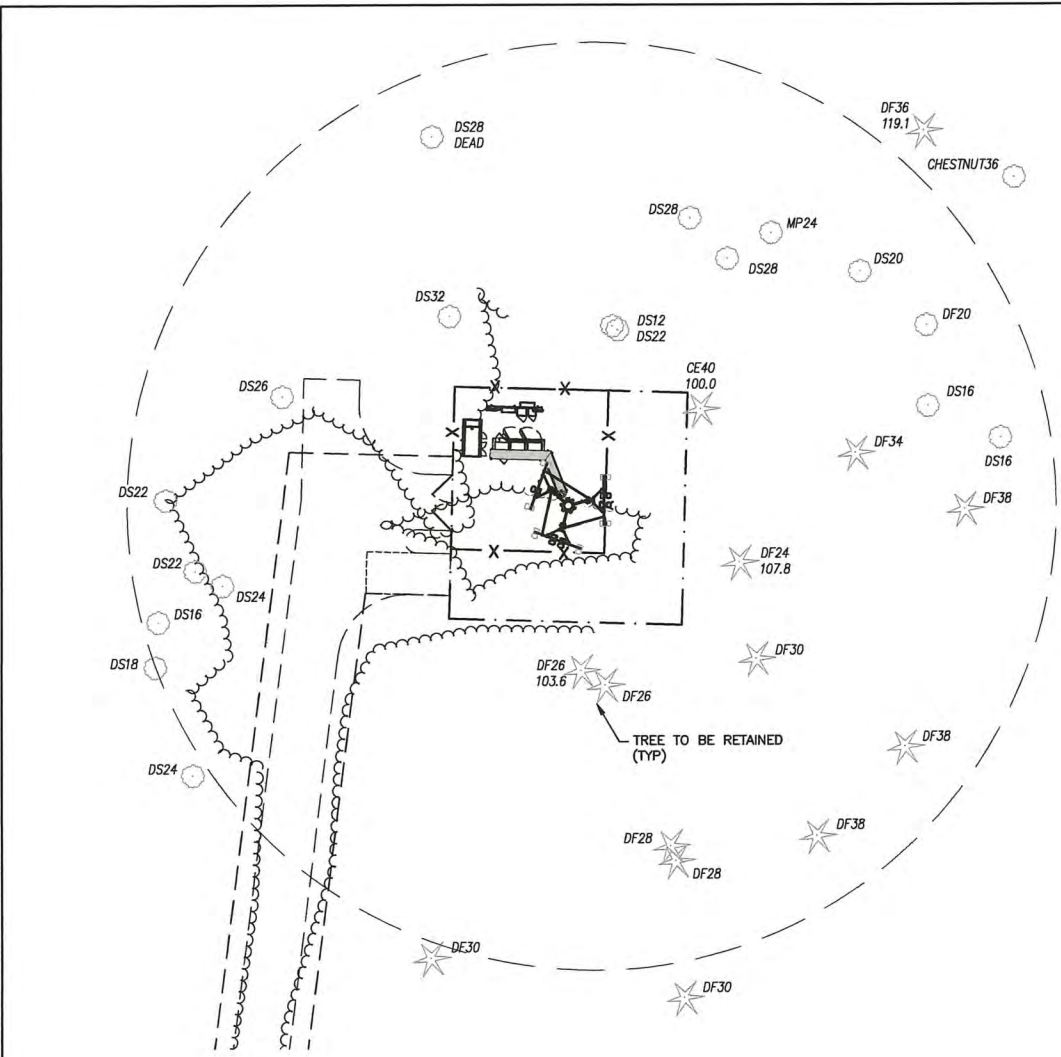 DF36
119.1
DS28
DEAD
CHESTNUT36
DS28
MP24
DS28
DS20
DS32
DS12
DS22
DF20
CE40
100.0
DS26
DS16
DF34
DS16
DS22
DF38
DF24
107.8
DS22
DS24
DS16
DS18
DF30
DF26
103.6
DF26
TREE TO BE RETAINED
(TYP)
DF38
DS24
DF28
DF38
DF28
DF30
DF30